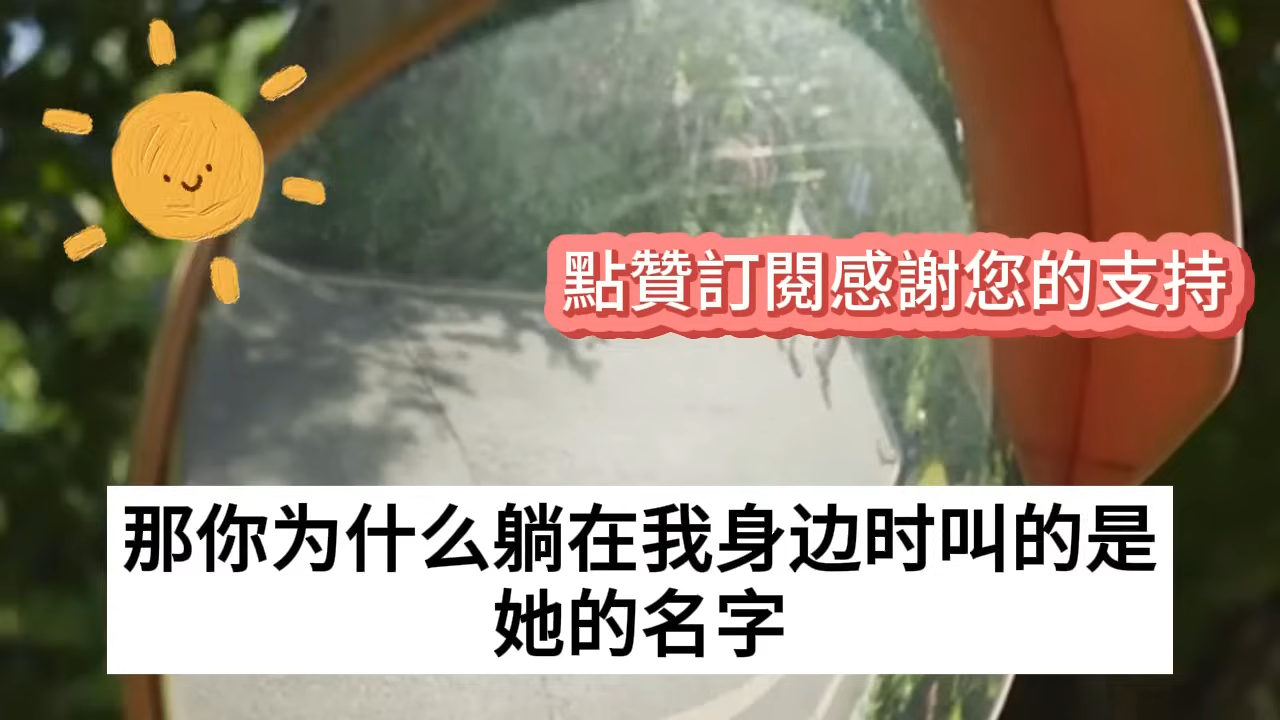 點贊訂閱感謝您的支持
那你为什么躺在我身边时叫的是
她的名字